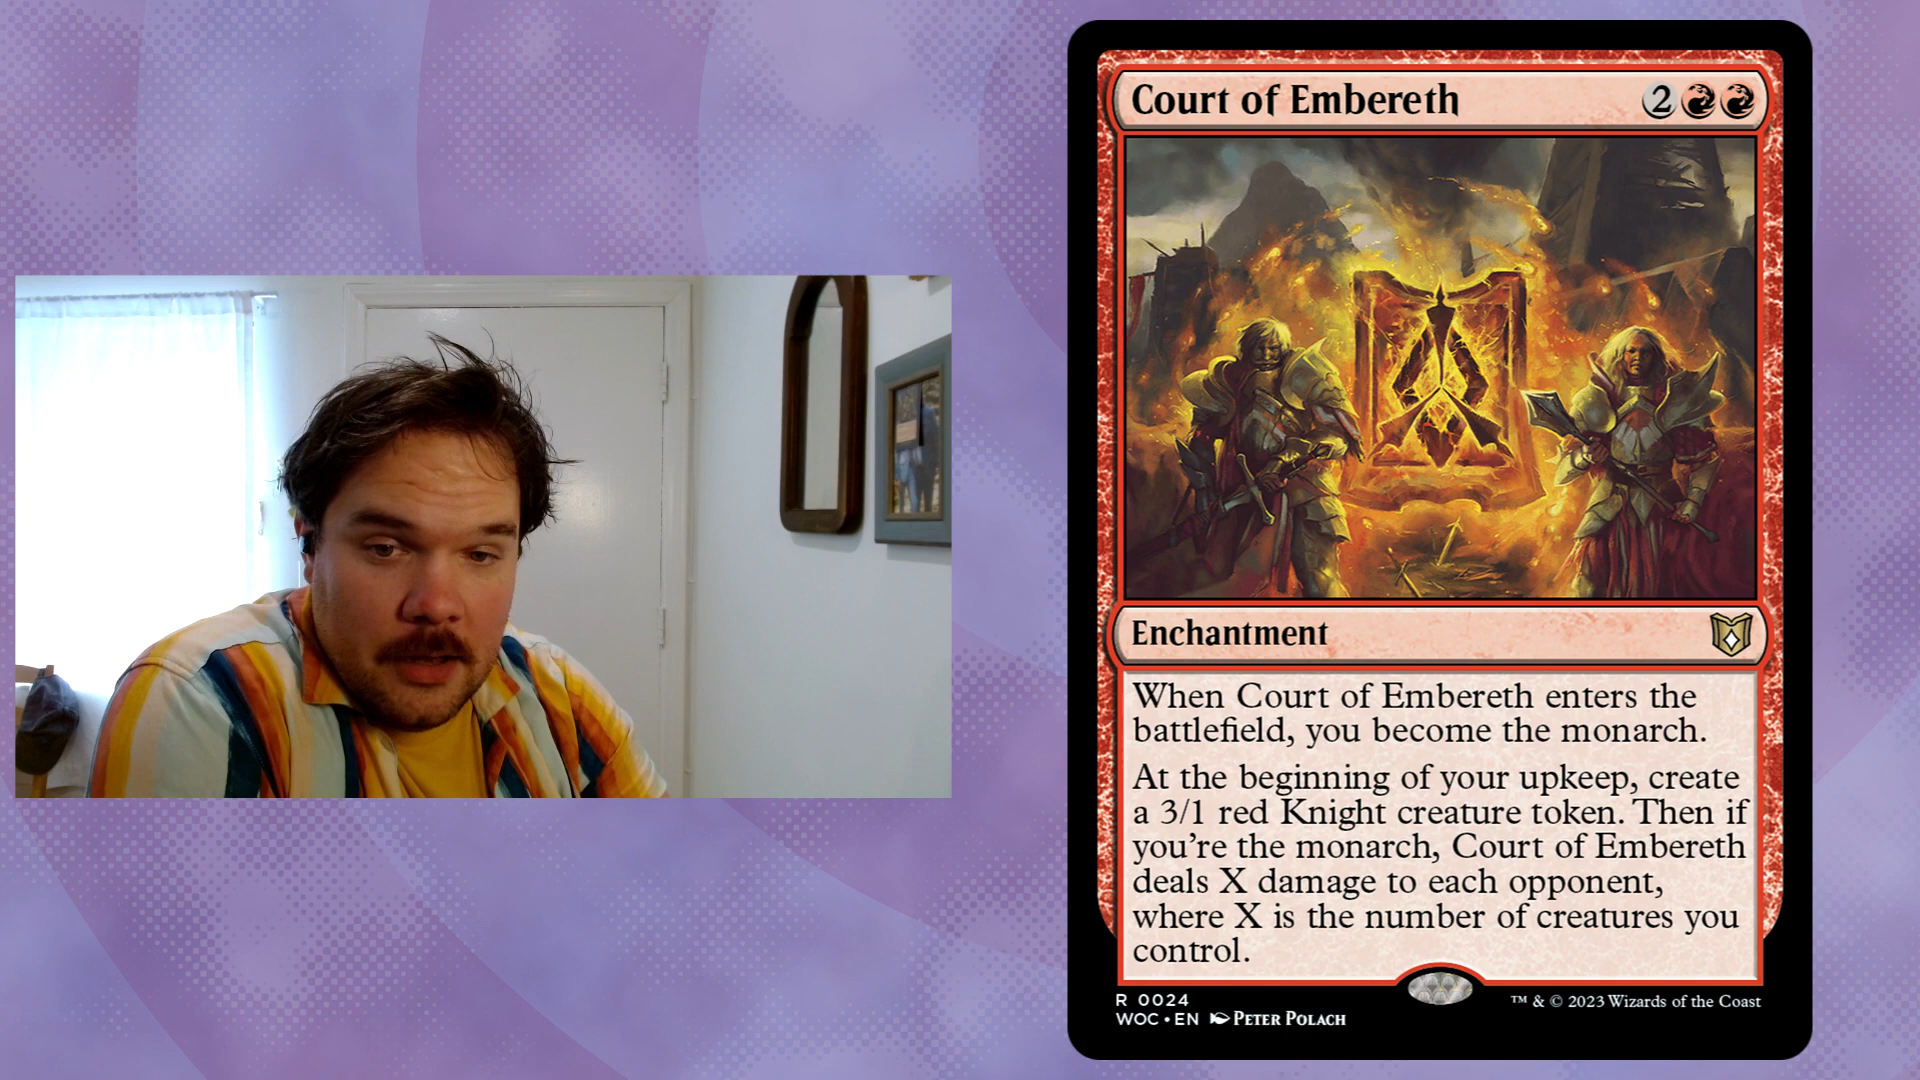 Court of Embereth 2
Enchantment
When Court of Embereth enters the
battlefield, you become the monarch.
At the beginning of your upkeep, create
a 3/1 red Knight creature token. Then if
you're the monarch, Court of Embereth
deals X damage to each opponent,
where X is the number of creatures you
control.
R 0024
WOC • EN PETER POLACH
™ & © 2023 Wizards of the Coast